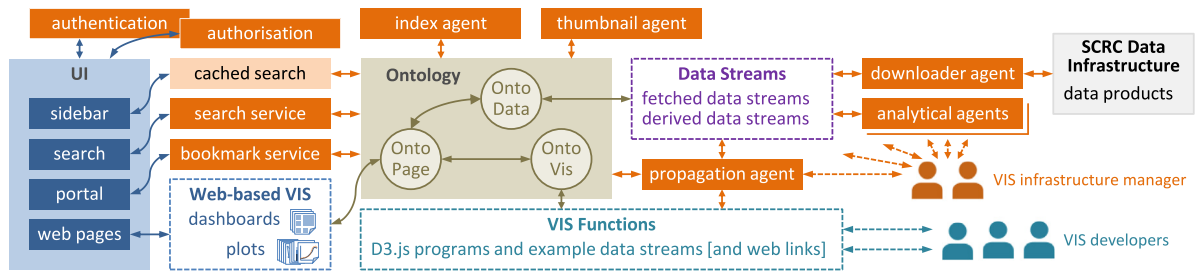 authentication
authorisation
index agent
thumbnail agent
UI
sidebar
search
portal
web pages
cached search
search service
bookmark service
Web-based VIS
dashboards
plots
Ontology
Onto
Data
Onto
Page
Onto
Vis
Data Streams
fetched data streams
derived data streams
propagation agent
VIS Functions
D3.js programs and example data streams [and web links]
downloader agent
analytical agents
SCRC Data
Infrastructure
data products
VIS infrastructure manager
VIS developers